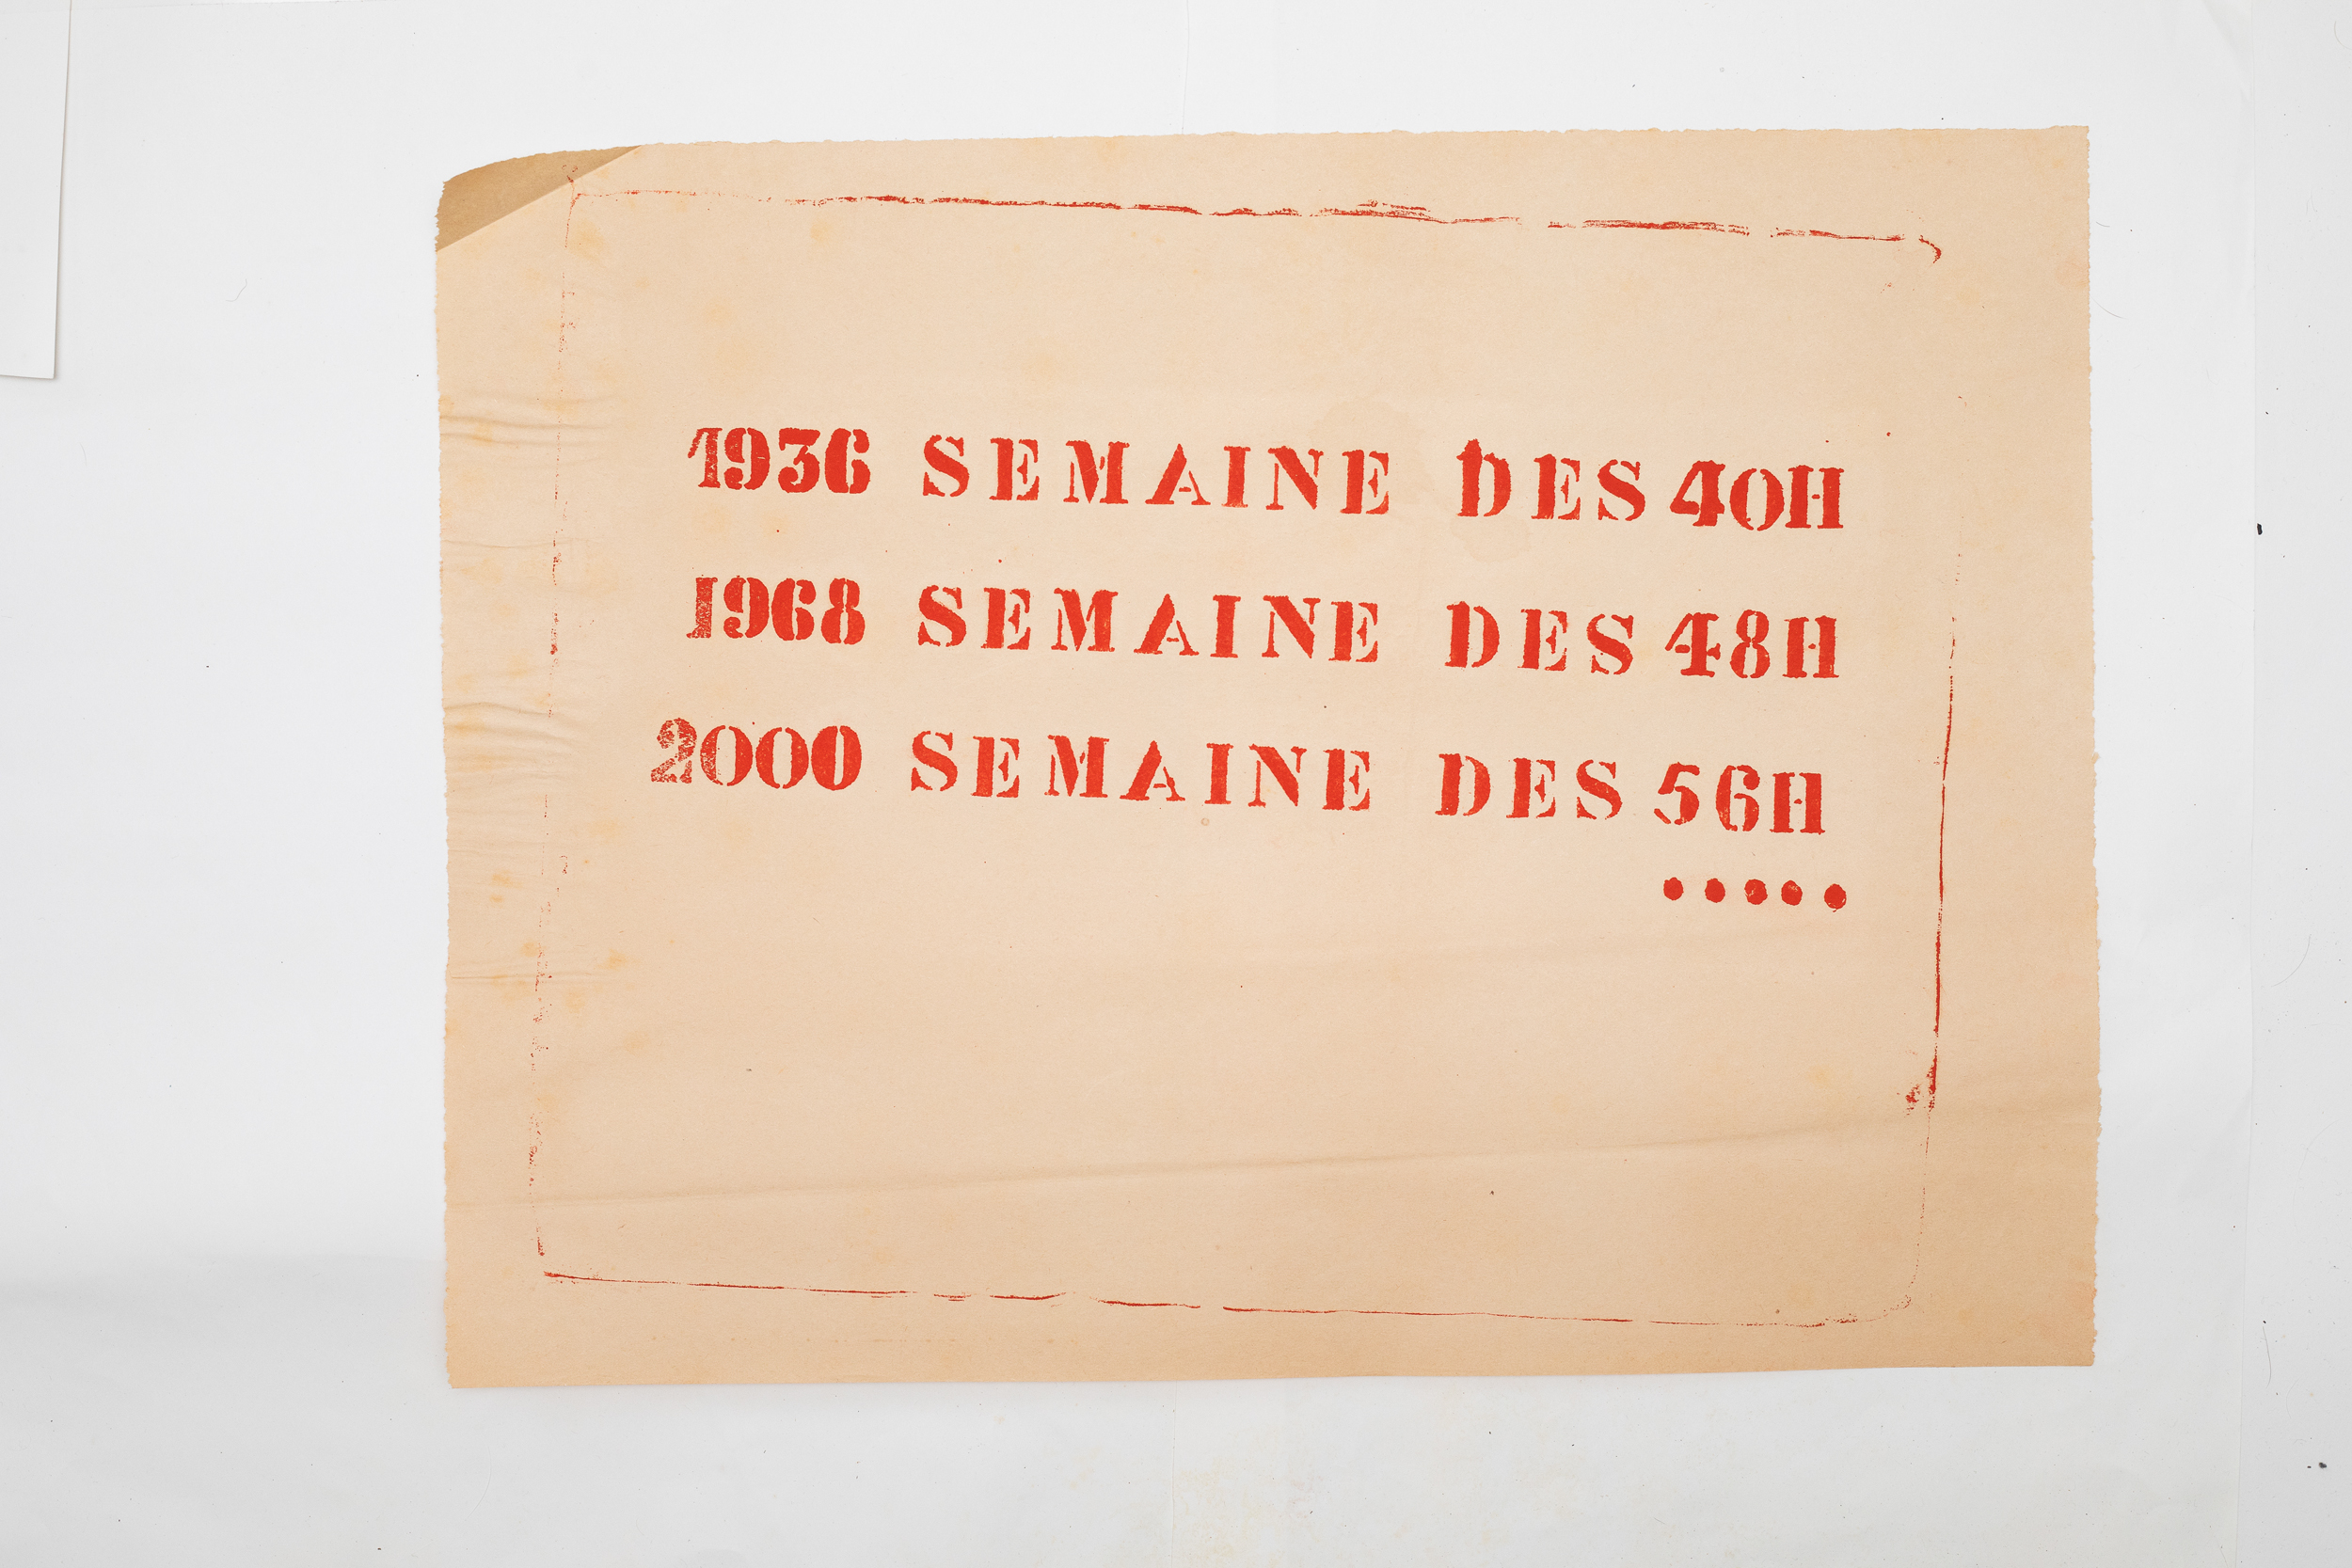 1936 SEMAINE DES 40H
1968 SEMAINE DES 48H
2000 SEMAINE DES 56H
.....